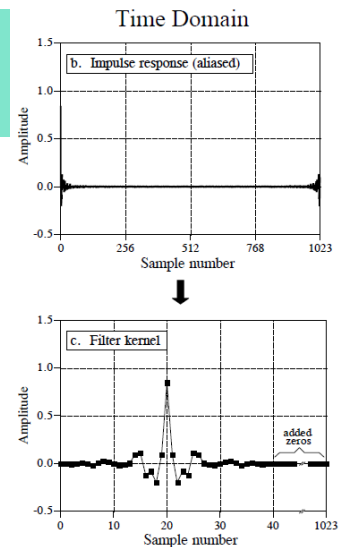 Time Domain
1.5
b. Impulse response (aliased)
1.0
0.5
0.0
-0.5
Amplitude
0 256 512 768 1023
Sample number
1.5
c. Filter kernel
1.0
0.5
added
zeros
0.0
-0.5
Amplitude
0 10 20 30 40 1023
Sample number